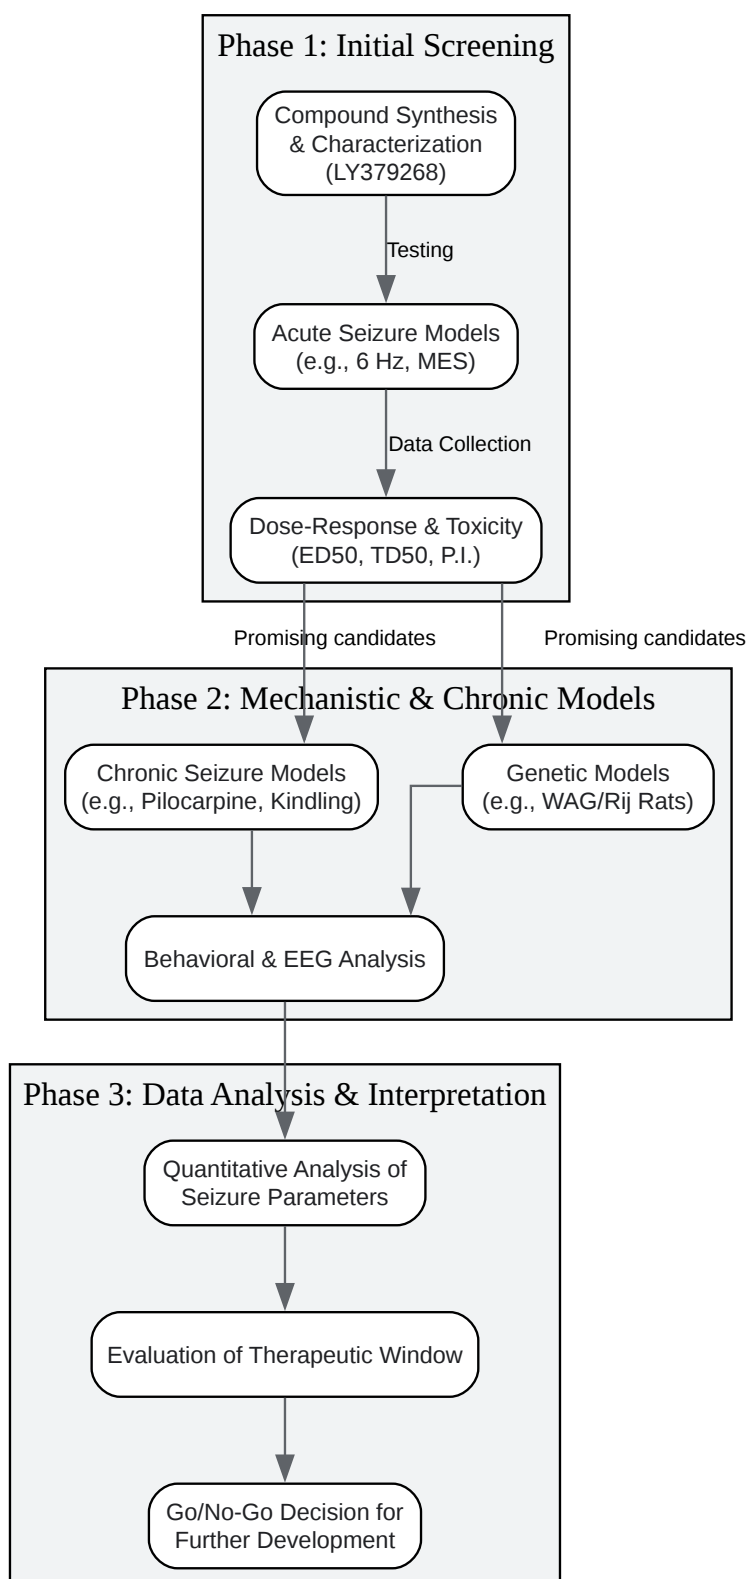 Phase 1: Initial Screening
Compound Synthesis
& Characterization
(LY379268)
Testing
Acute Seizure Models
(e.g., 6 Hz, MES)
Data Collection
Dose-Response & Toxicity
(ED50, TD50, P.I.)
Promising candidates
Promising candidates
Phase 2: Mechanistic & Chronic Models
Chronic Seizure Models
(e.g., Pilocarpine, Kindling)
Genetic Models
(e.g., WAG/Rij Rats)
Behavioral & EEG Analysis
Phase 3: Data Analysis & Interpretation
Quantitative Analysis of
Seizure Parameters
Evaluation of Therapeutic Window
Go/No-Go Decision for
Further Development